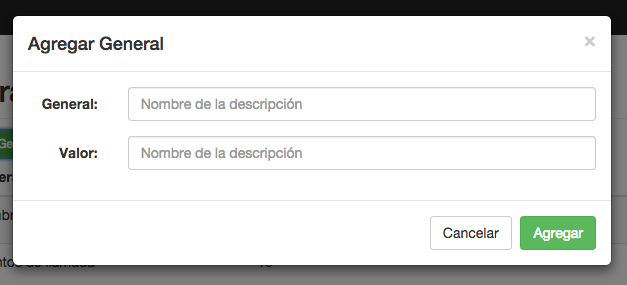 Agregar General
×
General:
Nombre de la descripción
Valor:
Nombre de la descripción
Cancelar
Agregar